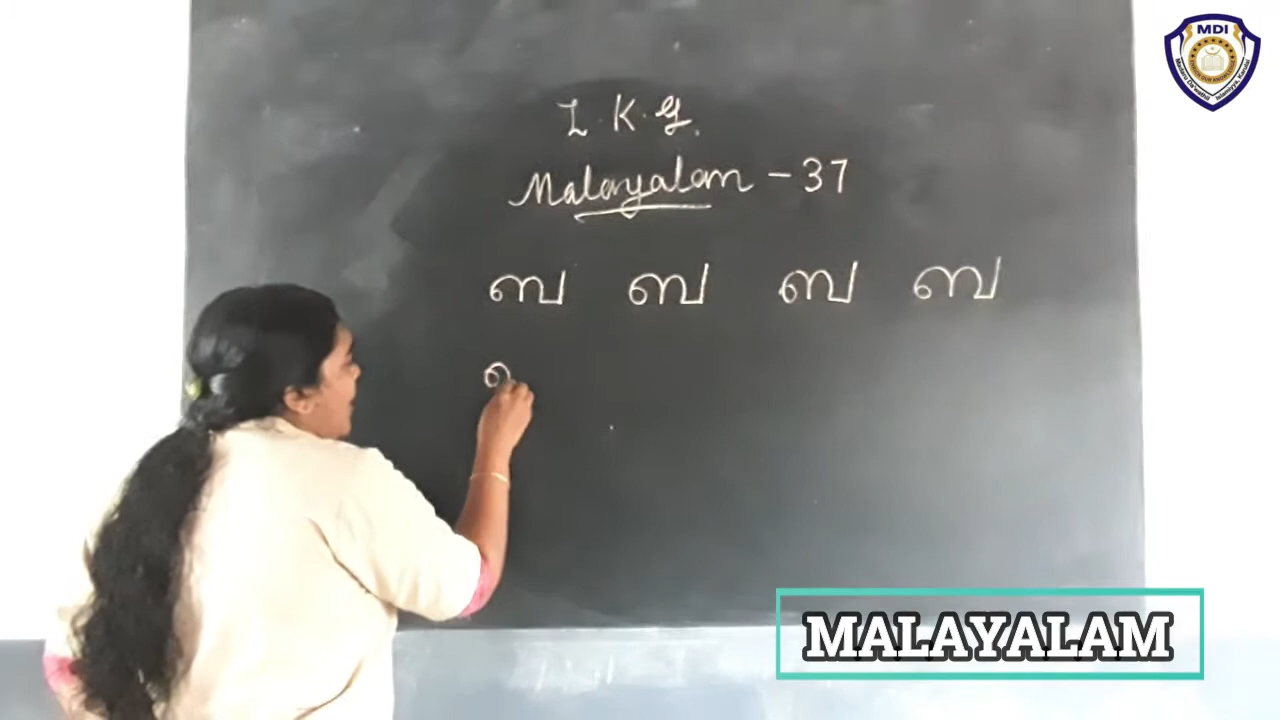 MDI
L.K.G.
Malayalam - 37
ബ ബ ബ ബ
MALAYALAM